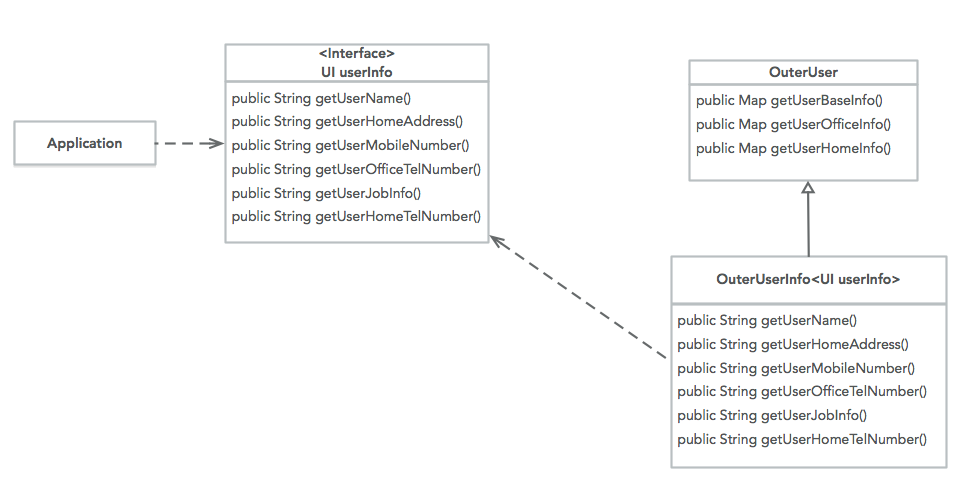 Application
<Interface>
UI userInfo
public String getUserName()
public String getUserHomeAddress()
public String getUserMobileNumber()
public String getUserOfficeTelNumber()
public String getUserJobInfo()
public String getUserHomeTelNumber()
OuterUser
public Map getUserBaseInfo()
public Map getUserOfficeInfo()
public Map getUserHomeInfo()
OuterUserInfo<UI userInfo>
public String getUserName()
public String getUserHomeAddress()
public String getUserMobileNumber()
public String getUserOfficeTelNumber()
public String getUserJobInfo()
public String getUserHomeTelNumber()